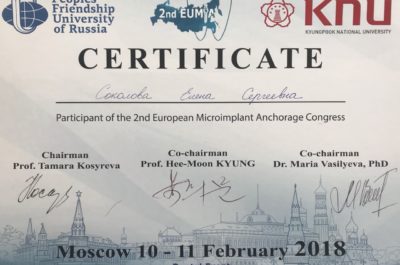 Peoples'
Friendship
University
of Russia
2nd EUMA
KNU
KYUNGPOOK NATIONAL UNIVERSITY
CERTIFICATE
Соколова Елена Сергеевна
Participant of the 2nd European Microimplant Anchorage Congress
Chairman
Prof. Tamara Kosyreva
Co-chairman
Prof. Hee-Moon KYUNG
Co-chairman
Dr. Maria Vasilyeva, PhD
Moscow 10 - 11 February 2018